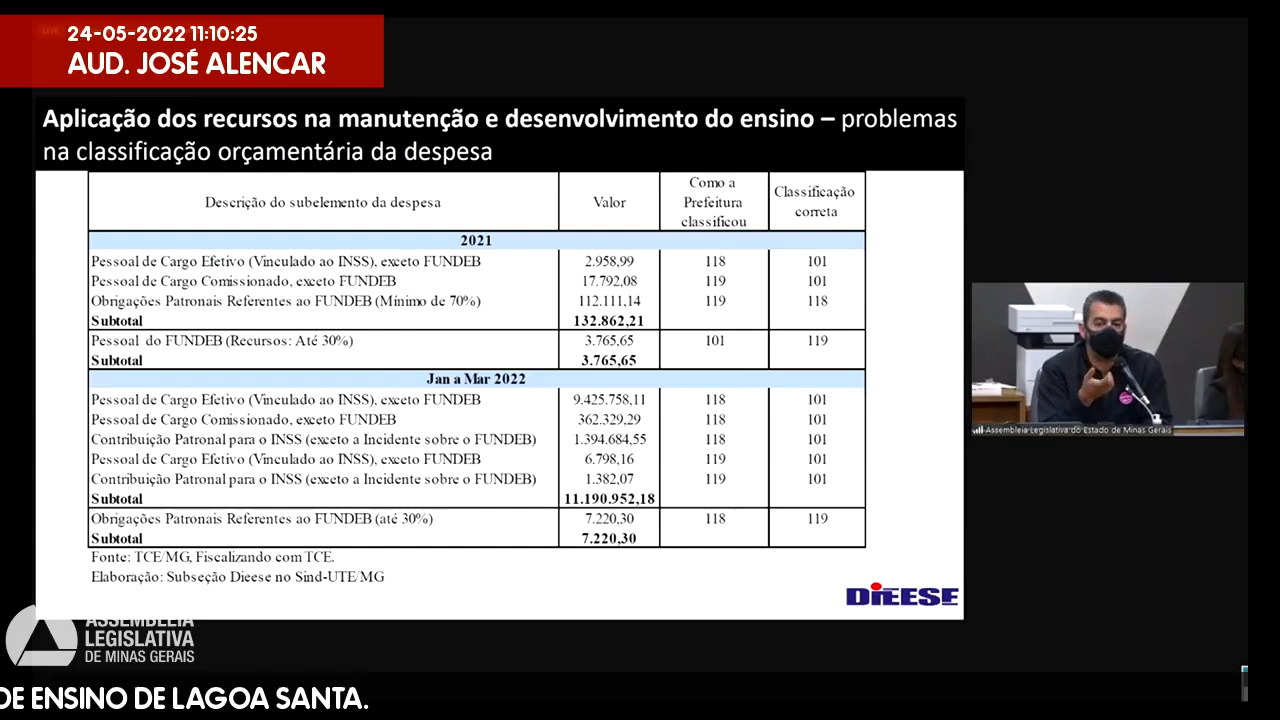 LIVE
24-05-2022 11:10:25
AUD. JOSÉ ALENCAR
Aplicação dos recursos na manutenção e desenvolvimento do ensino – problemas
na classificação orçamentária da despesa
Descrição do subelemento da despesa Valor Como a Prefeitura classificou Classificação correta
2021
Pessoal de Cargo Efetivo (Vinculado ao INSS), exceto FUNDEB 2.958,99 118 101
Pessoal de Cargo Comissionado, exceto FUNDEB 17.792,08 119 101
Obrigações Patronais Referentes ao FUNDEB (Mínimo de 70%) 112.111,14 119 118
Subtotal 132.862,21
Pessoal do FUNDEB (Recursos: Até 30%) 3.765,65 101 119
Subtotal 3.765,65
Jan a Mar 2022
Pessoal de Cargo Efetivo (Vinculado ao INSS), exceto FUNDEB 9.425.758,11 118 101
Pessoal de Cargo Comissionado, exceto FUNDEB 362.329,29 118 101
Contribuição Patronal para o INSS (exceto a Incidente sobre o FUNDEB) 1.394.684,55 118 101
Pessoal de Cargo Efetivo (Vinculado ao INSS), exceto FUNDEB 6.798,16 119 101
Contribuição Patronal para o INSS (exceto a Incidente sobre o FUNDEB) 1.382,07 119 101
Subtotal 11.190.952,18
Obrigações Patronais Referentes ao FUNDEB (até 30%) 7.220,30 118 119
Subtotal 7.220,30
Fonte: TCE/MG, Fiscalizando com TCE.
Elaboração: Subseção Dieese no Sind-UTE/MG
DIEESE
Assembleia Legislativa do Estado de Minas Gerais
ASSEMBLEIA
LEGISLATIVA
DE MINAS GERAIS
DE ENSINO DE LAGOA SANTA.